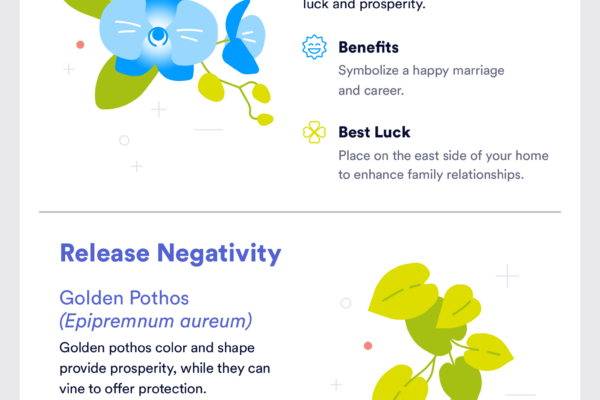 luck and prosperity.
Benefits
Symbolize a happy marriage
and career.
Best Luck
Place on the east side of your home
to enhance family relationships.
Release Negativity
Golden Pothos
(Epipremnum aureum)
Golden pothos color and shape
provide prosperity, while they can
vine to offer protection.